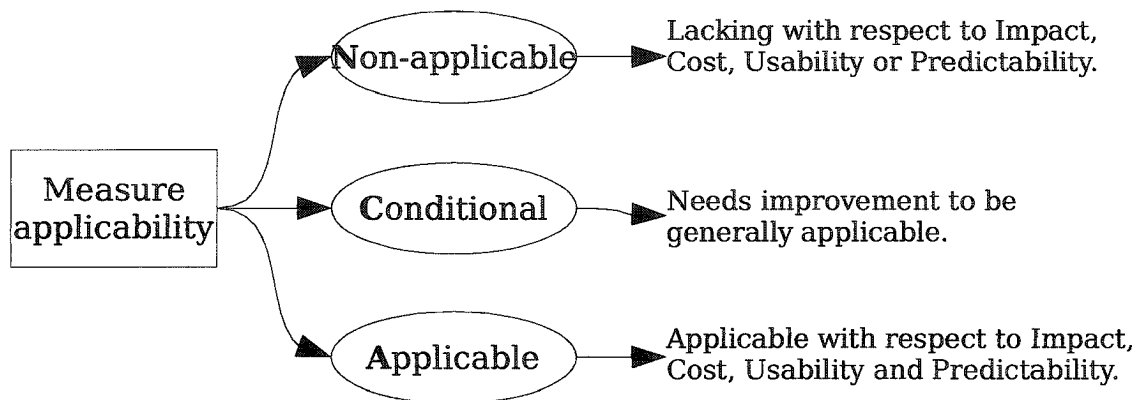 Non-applicable
Lacking with respect to Impact,
Cost, Usability or Predictability.
Measure
applicability
Conditional
Needs improvement to be
generally applicable.
Applicable
Applicable with respect to Impact,
Cost, Usability and Predictability.